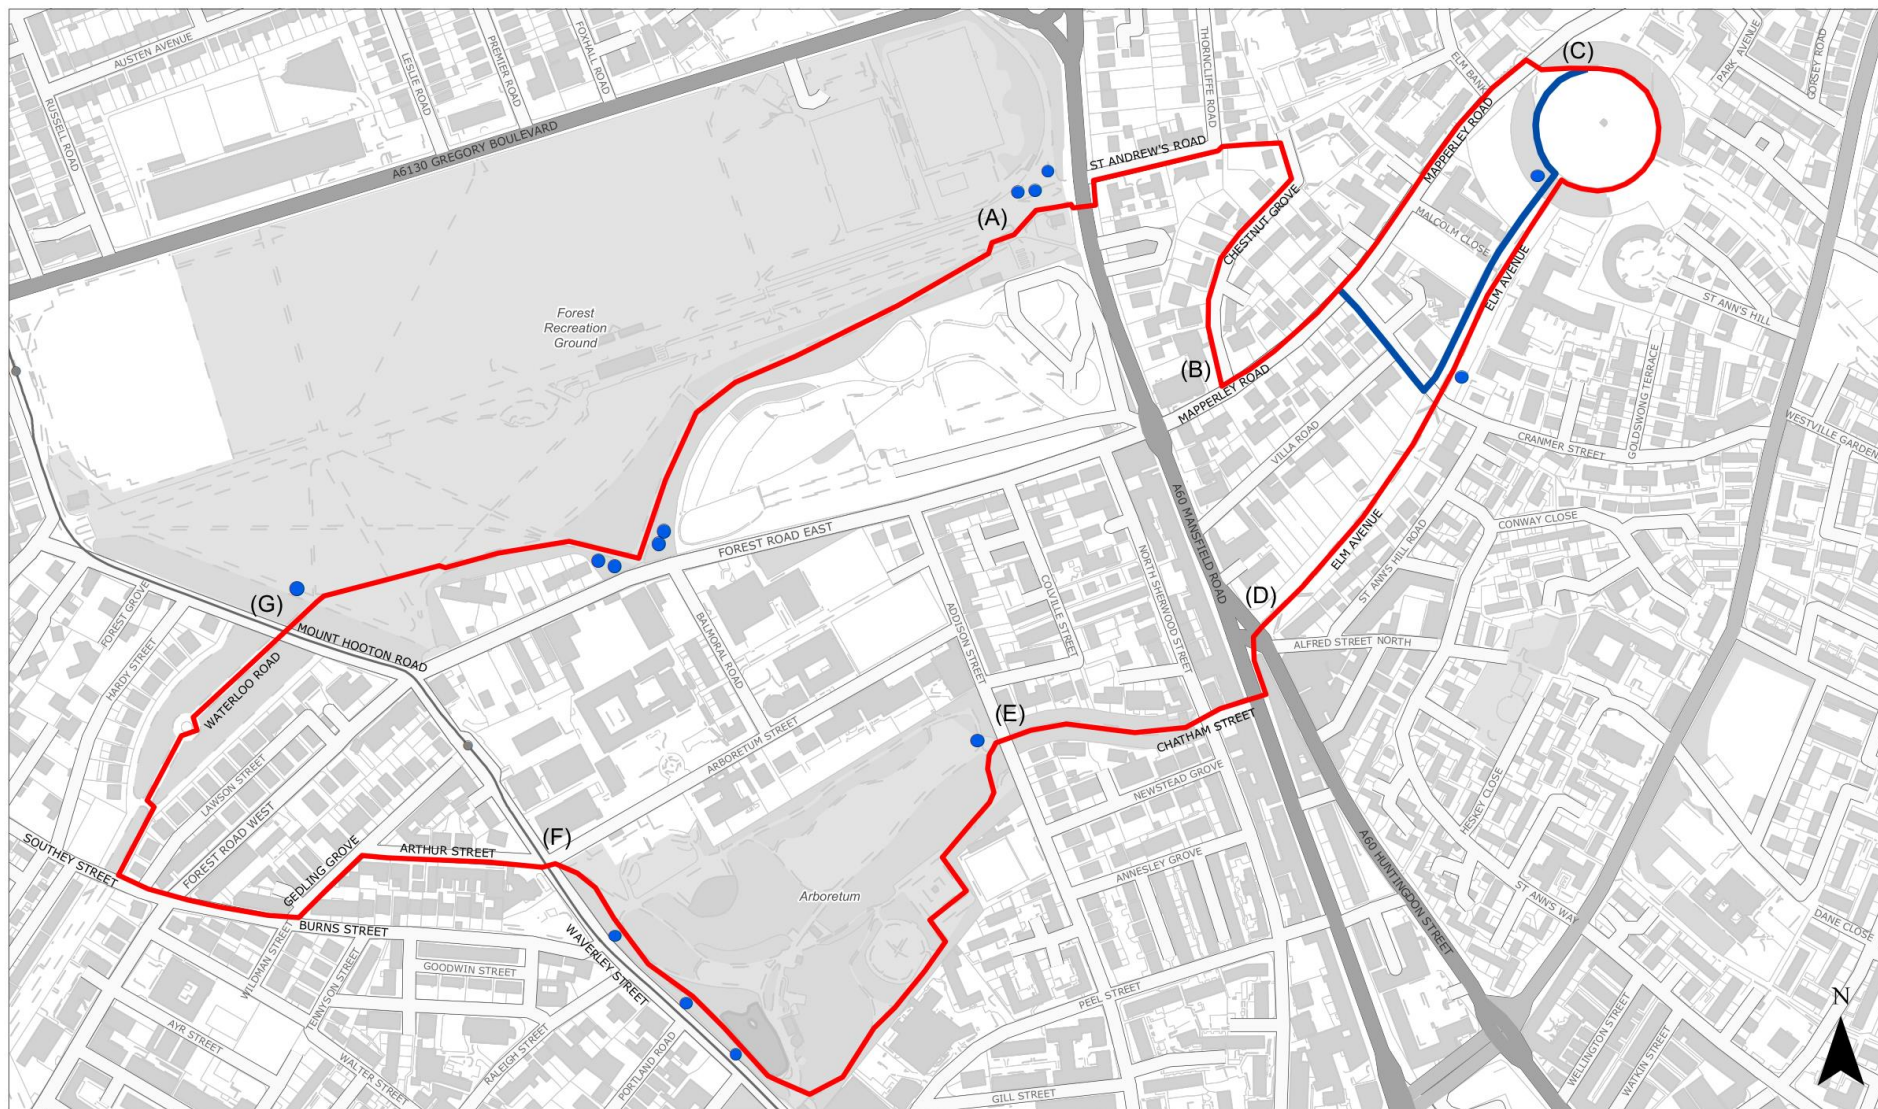 AUSTEN AVENUE
RUSSELL ROAD
LESLIE ROAD
PREMIER ROAD
FOXHALL ROAD
A6130 GREGORY BOULEVARD
THORNCLIFFE ROAD
ELM BANK
(C)
PARK AVENUE
GORSEY ROAD
ST ANDREW'S ROAD
MAPPERLEY ROAD
(A)
CHESTNUT GROVE
MALCOLM CLOSE
ELM AVENUE
ST ANN'S HILL
Forest
Recreation
Ground
(B)
MAPPERLEY ROAD
VILLA ROAD
GOLDSWONG TERRACE
CRANMER STREET
WESTVILLE GARDENS
A60 MANSFIELD ROAD
FOREST ROAD EAST
CONWAY CLOSE
ELM AVENUE
ST ANN'S HILL ROAD
NORTH SHERWOOD STREET
COLVILLE STREET
ADDISON STREET
BALMORAL ROAD
(D)
ALFRED STREET NORTH
(G)
FOREST GROVE
MOUNT HOOTON ROAD
HARDY STREET
WATERLOO ROAD
(E)
CHATHAM STREET
ARBORETUM STREET
NEWSTEAD GROVE
LAWSON STREET
FOREST ROAD WEST
HESKEY CLOSE
SOUTHEY STREET
GEDLING GROVE
ARTHUR STREET
(F)
ANNESLEY GROVE
A60 HUNTINGDON STREET
Arboretum
ST ANN'S WAY
DANE CLOSE
BURNS STREET
WAVERLEY STREET
WILDMAN STREET
TENNYSON STREET
GOODWIN STREET
PEEL STREET
N
AYR STREET
WALTER STREET
RALEIGH STREET
PORTLAND ROAD
GILL STREET
WELLINGTON STREET
WATKIN STREET